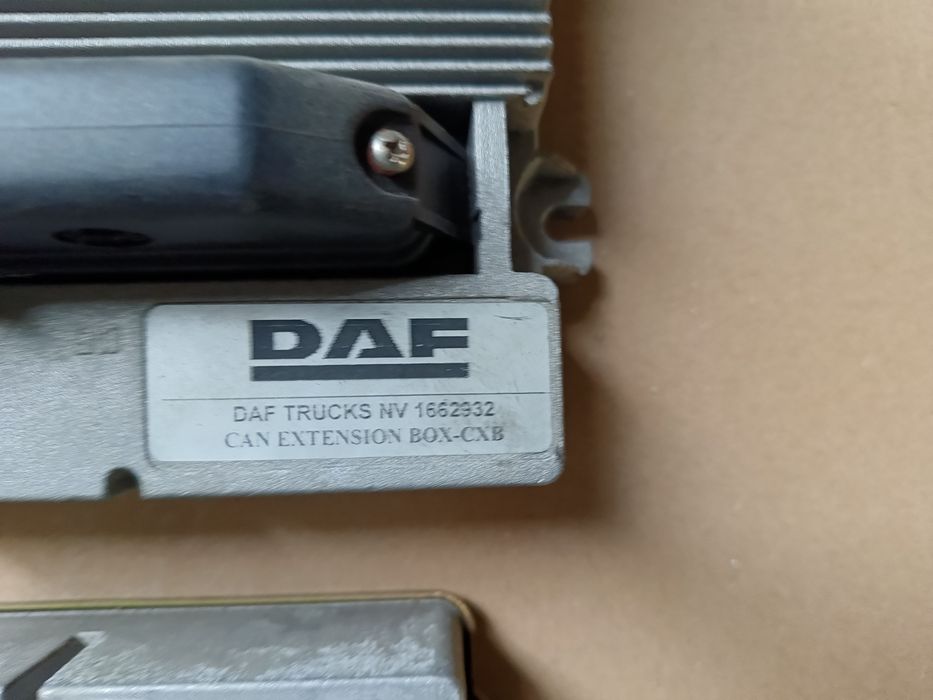 DAF
DAF TRUCKS NV 1662932
CAN EXTENSION BOX-CXB